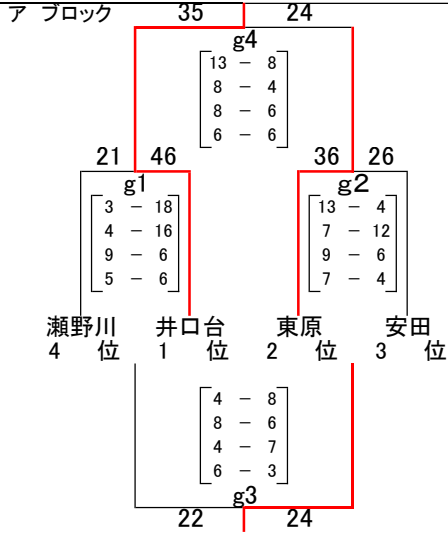 ア ブロック 35 24
g4
13 － 8
8 － 4
8 － 6
6 － 6
21 46 36 26
g1 g2
3 － 18 13 － 4
4 － 16 7 － 12
9 － 6 9 － 6
5 － 6 7 － 4
瀬野川 井口台 東原 安田
4 位 1 位 2 位 3 位
4 － 8
8 － 6
4 － 7
6 － 3
g3
22 24